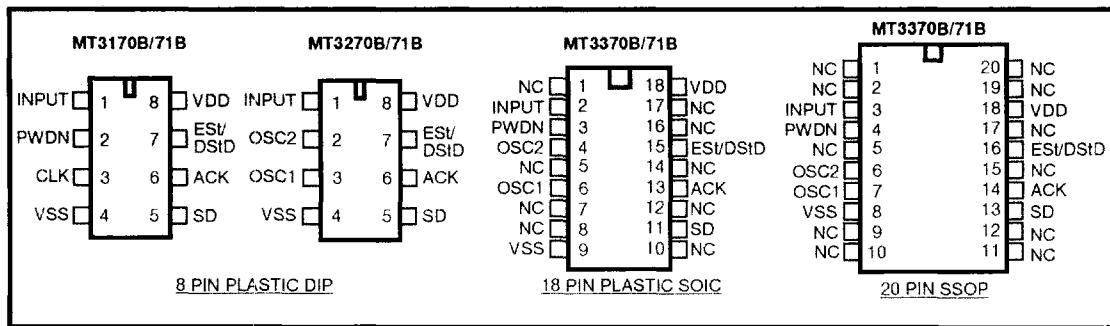 MT3170B/71B
INPUT 1 8 VDD
PWDN 2 7 ESt/
DStD
CLK 3 6 ACK
VSS 4 5 SD
MT3270B/71B
INPUT 1 8 VDD
OSC2 2 7 ESt/
DStD
OSC1 3 6 ACK
VSS 4 5 SD
8 PIN PLASTIC DIP
MT3370B/71B
NC 1 18 VDD
INPUT 2 17 NC
PWDN 3 16 NC
OSC2 4 15 ESt/DStD
NC 5 14 NC
OSC1 6 13 ACK
NC 7 12 NC
NC 8 11 SD
VSS 9 10 NC
18 PIN PLASTIC SOIC
MT3370B/71B
NC 1 20 NC
NC 2 19 NC
INPUT 3 18 VDD
PWDN 4 17 NC
NC 5 16 ESt/DStD
OSC2 6 15 NC
OSC1 7 14 ACK
VSS 8 13 SD
NC 9 12 NC
NC 10 11 NC
20 PIN SSOP